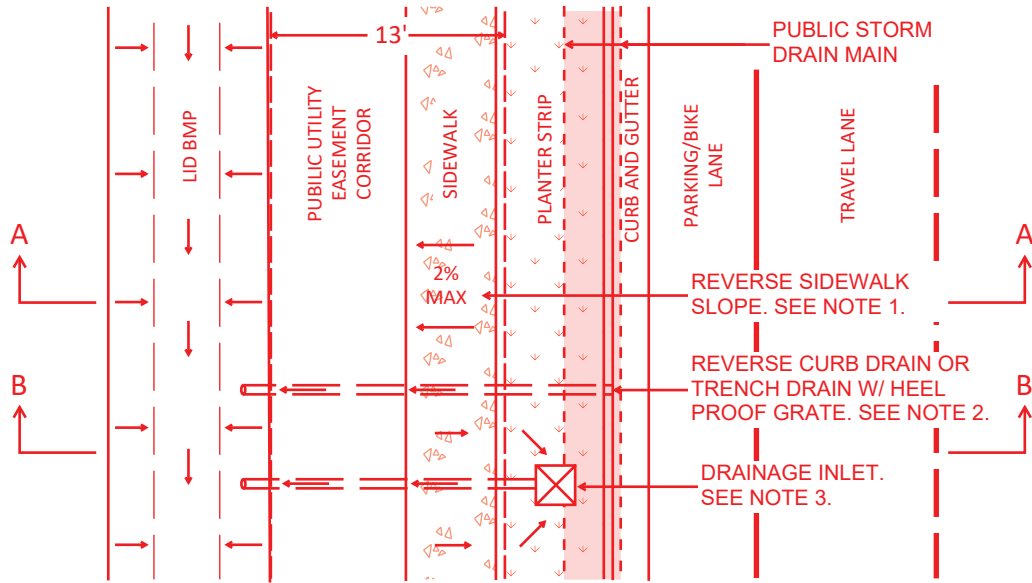 13'
PUBLIC STORM
DRAIN MAIN
LID BMP
PUBILIC UTILITY
EASEMENT
CORRIDOR
SIDEWALK
PLANTER STRIP
CURB AND GUTTER
PARKING/BIKE
LANE
TRAVEL LANE
A
A
2%
MAX
REVERSE SIDEWALK
SLOPE. SEE NOTE 1.
B
B
REVERSE CURB DRAIN OR
TRENCH DRAIN W/ HEEL
PROOF GRATE. SEE NOTE 2.
DRAINAGE INLET.
SEE NOTE 3.